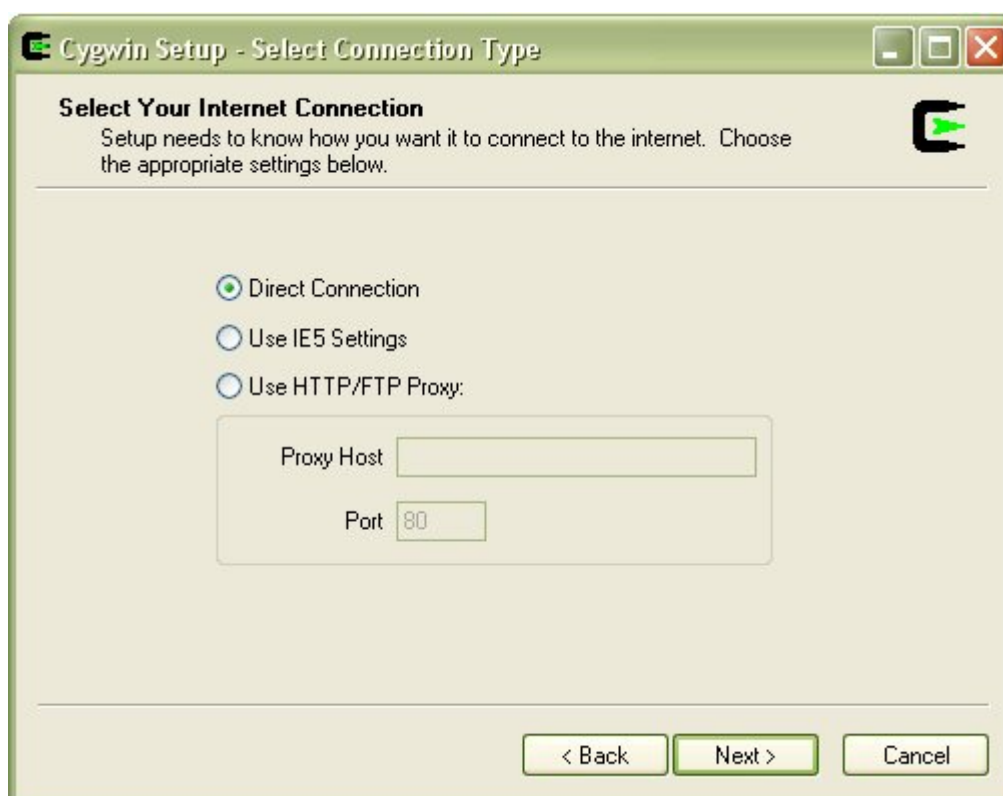 Cygwin Setup - Select Connection Type
Select Your Internet Connection
Setup needs to know how you want it to connect to the internet. Choose
the appropriate settings below.
Direct Connection
Use IE5 Settings
Use HTTP/FTP Proxy:
Proxy Host
Port 80
< Back Next > Cancel